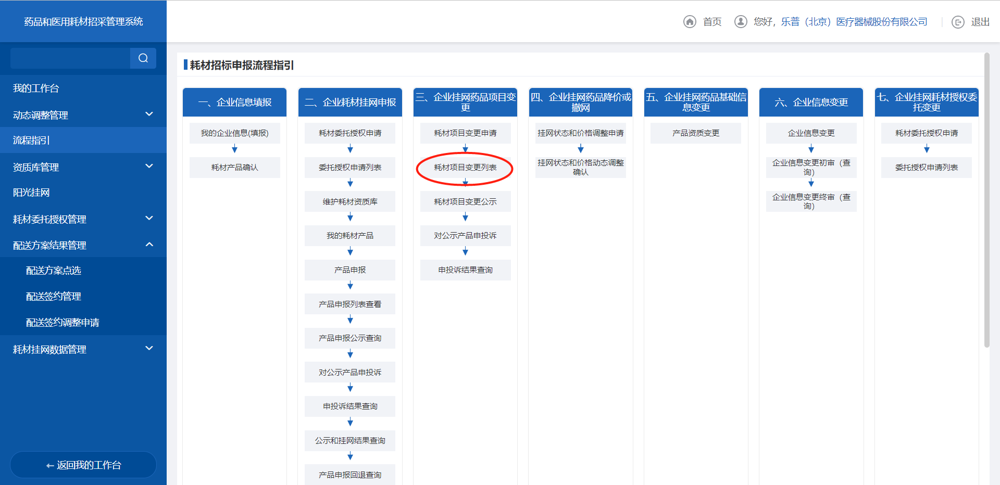 药品和医用耗材招采管理系统
首页
您好，乐普（北京）医疗器械股份有限公司
退出
我的工作台
动态调整管理
流程指引
资质库管理
阳光挂网
耗材委托授权管理
配送方案结果管理
配送方案点选
配送签约管理
配送签约调整申请
耗材挂网数据管理
返回我的工作台
耗材招标申报流程指引
一、企业信息填报
我的企业信息(填报)
耗材产品确认
二、企业耗材挂网申报
耗材委托授权申请
委托授权申请列表
维护耗材资质库
我的耗材产品
产品申报
产品申报列表查看
产品申报公示查询
对公示产品申投诉
申投诉结果查询
公示和挂网结果查询
产品申报回退查询
三、企业挂网药品项目变
更
耗材项目变更申请
耗材项目变更列表
耗材项目变更公示
对公示产品申投诉
申投诉结果查询
四、企业挂网药品降价或
撤网
挂网状态和价格调整申请
挂网状态和价格动态调整
确认
五、企业挂网药品基础信
息变更
产品资质变更
六、企业信息变更
企业信息变更
企业信息变更初审（查
询）
企业信息变更终审（查
询）
七、企业挂网耗材授权委
托变更
耗材委托授权申请
委托授权申请列表